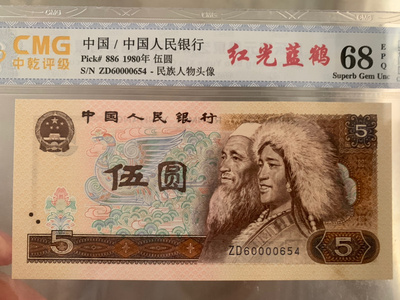 CMG
中乾评级
中国 / 中国人民银行
Pick# 886 1980年 伍圆
S/N ZD60000654 - 民族人物头像
红光蓝鹤
68
EPQ
Superb Gem Unc
中国人民银行
5
伍圆
5
ZD60000654
5